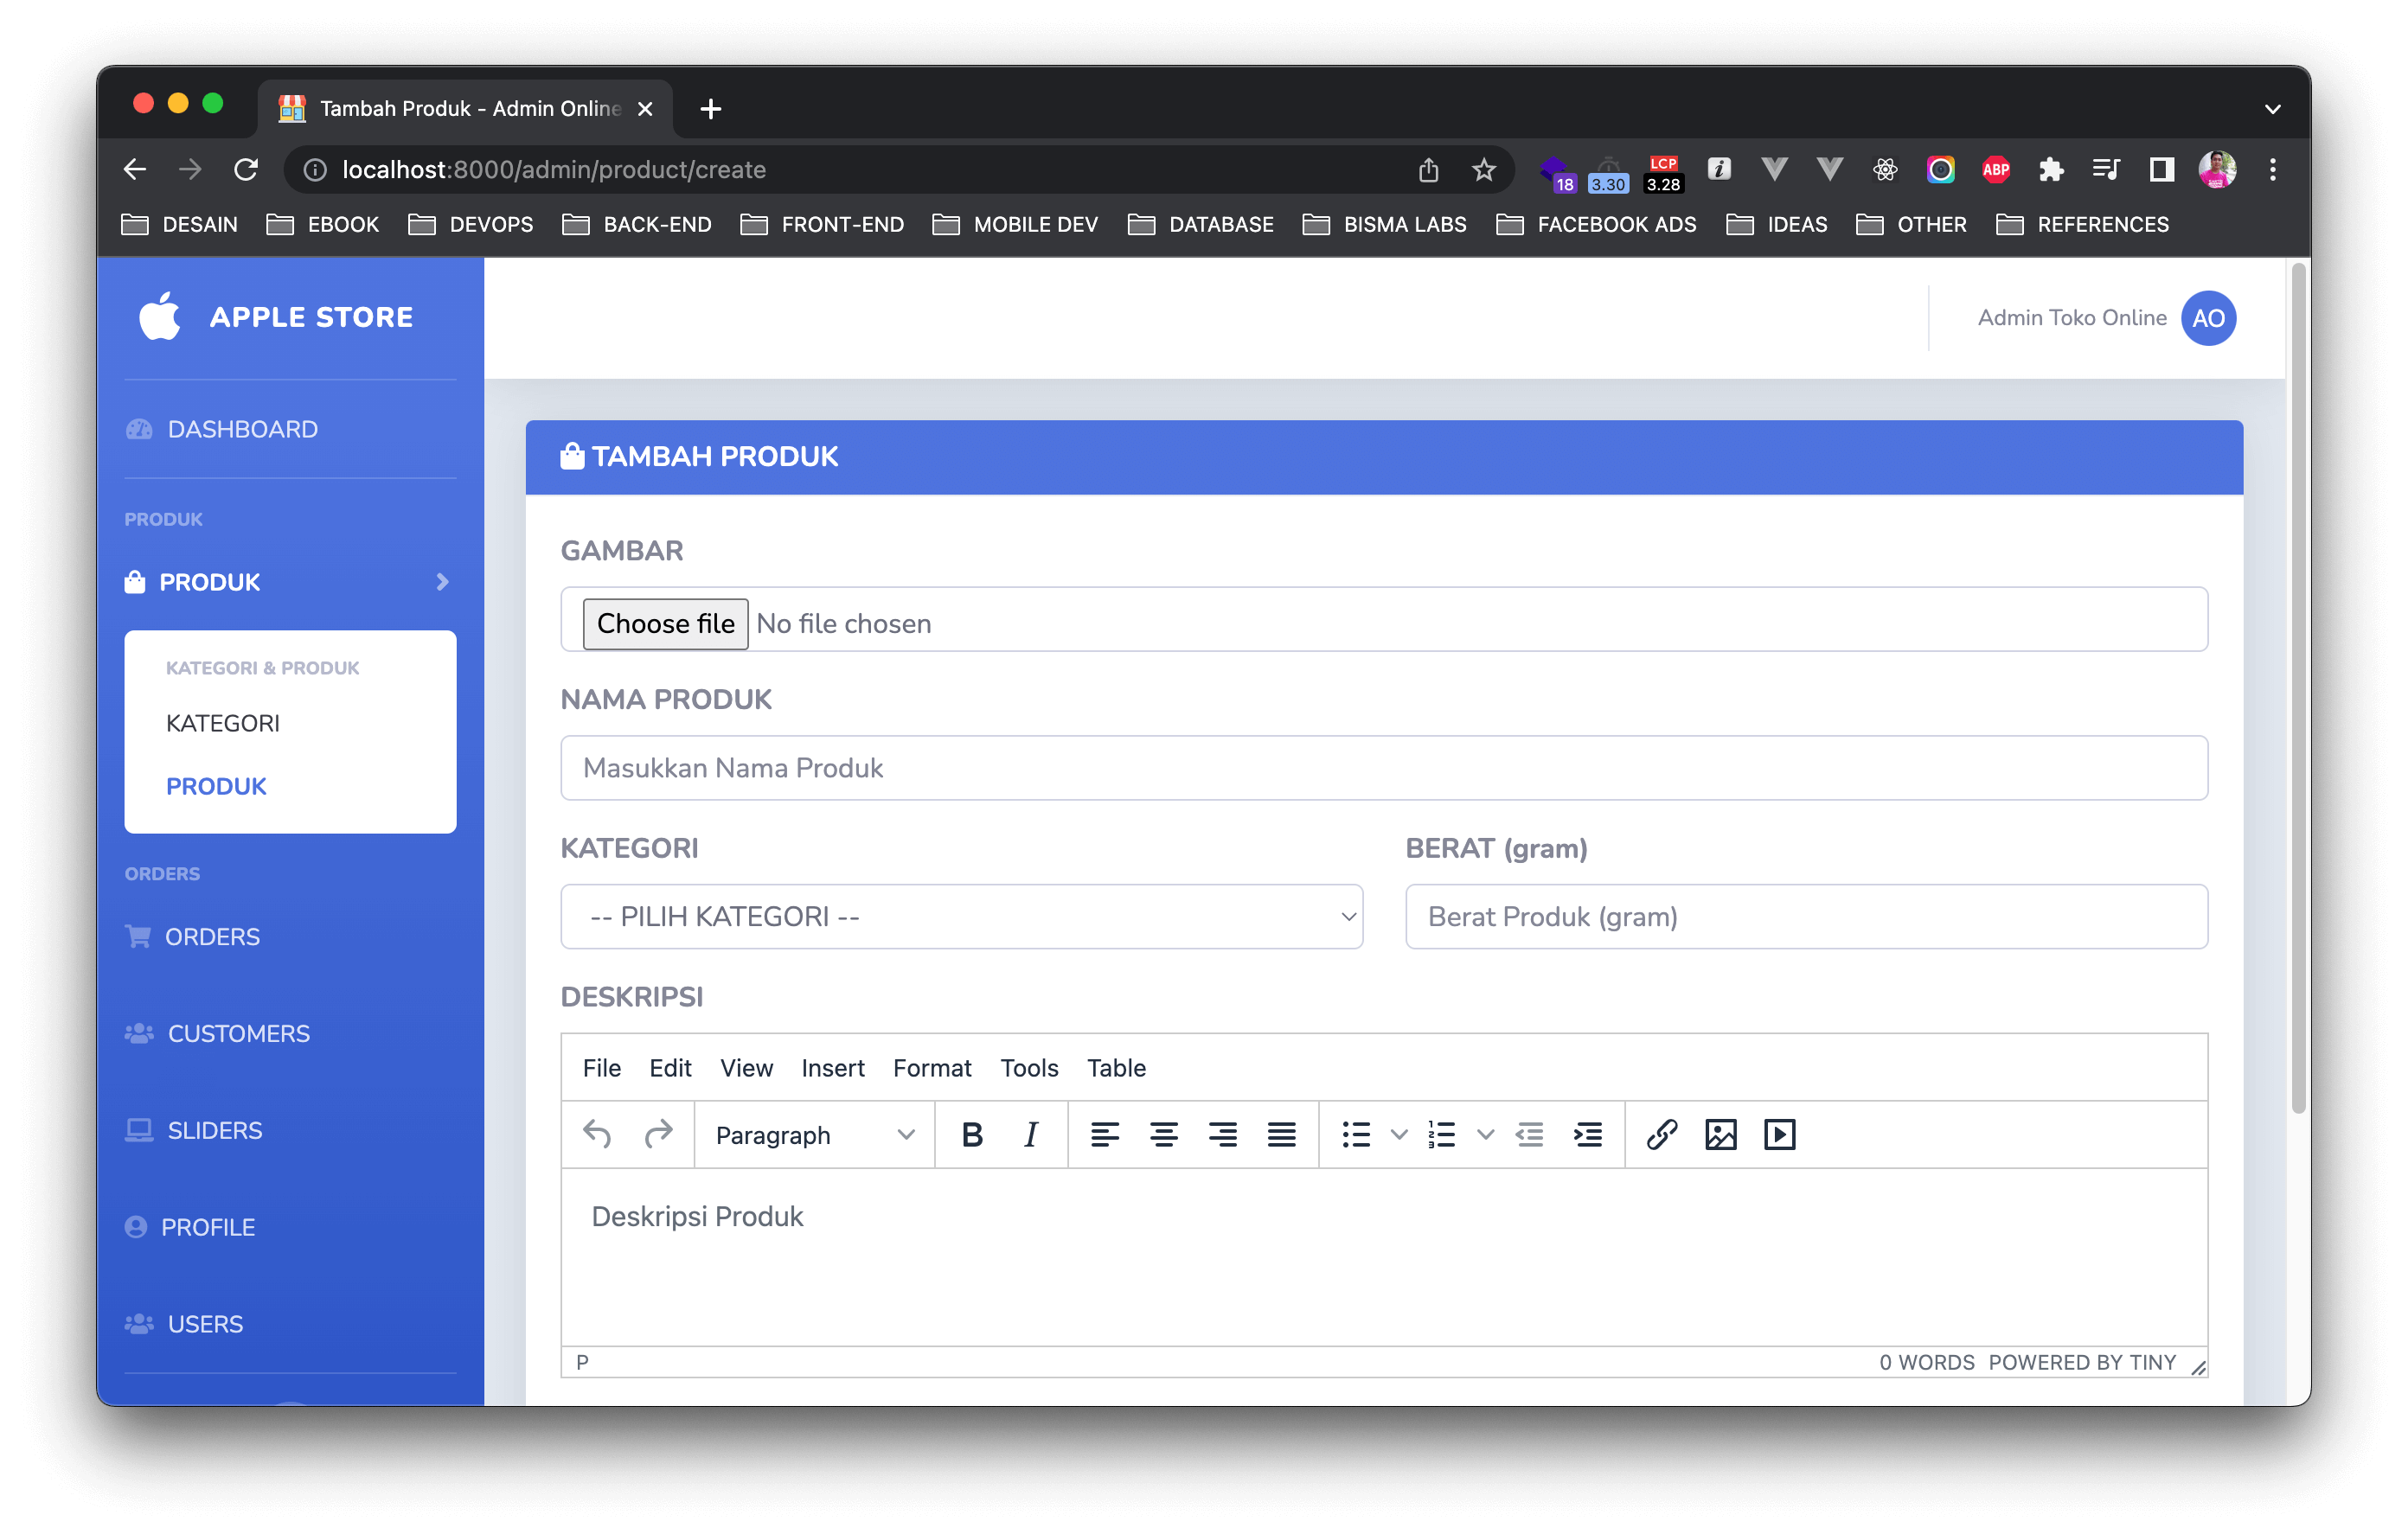 Tambah Produk - Admin Online
localhost:8000/admin/product/create
18
3.30
LCP
3.28
i
ABP
DESAIN EBOOK DEVOPS BACK-END FRONT-END MOBILE DEV DATABASE BISMA LABS FACEBOOK ADS IDEAS OTHER REFERENCES
APPLE STORE
Admin Toko Online AO
DASHBOARD
PRODUK
PRODUK
KATEGORI & PRODUK
KATEGORI
PRODUK
ORDERS
ORDERS
CUSTOMERS
SLIDERS
PROFILE
USERS
TAMBAH PRODUK
GAMBAR
Choose file No file chosen
NAMA PRODUK
Masukkan Nama Produk
KATEGORI BERAT (gram)
-- PILIH KATEGORI -- Berat Produk (gram)
DESKRIPSI
File Edit View Insert Format Tools Table
Paragraph B I
Deskripsi Produk
P 0 WORDS POWERED BY TINY